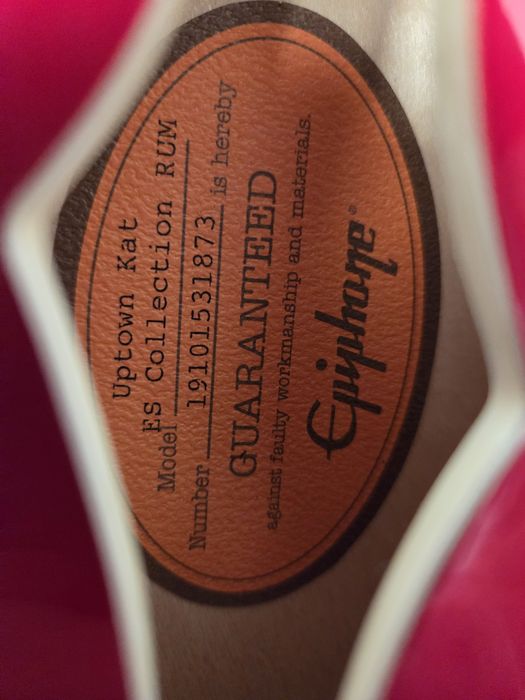 Uptown Kat
ES Collection RUM
Model
Number 19101531873 is hereby
GUARANTEED
against faulty workmanship and materials.
Epiphone®